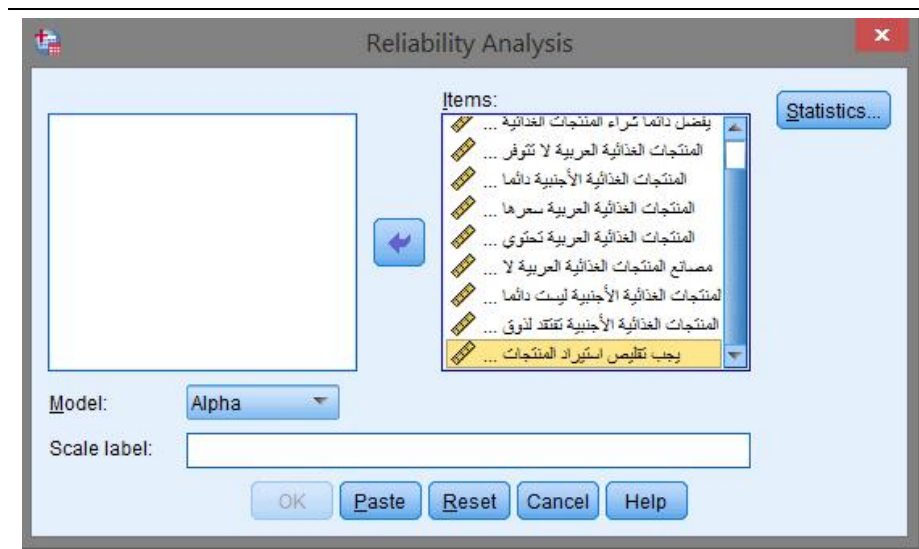 Reliability Analysis
Items:
Statistics...
يفضل دائما شراء المنتجات الغذائية ...
المنتجات الغذائية العربية لا تتوفر ...
المنتجات الغذائية الأجنبية دائما ...
المنتجات الغذائية العربية سعرها ...
المنتجات الغذائية العربية تحتوي ...
مصانع المنتجات الغذائية العربية لا ...
المنتجات الغذائية الأجنبية ليست دائما ...
المنتجات الغذائية الأجنبية تفتقد لذوق ...
يجب تقليص استيراد المنتجات ...
Model: Alpha
Scale label:
OK Paste Reset Cancel Help